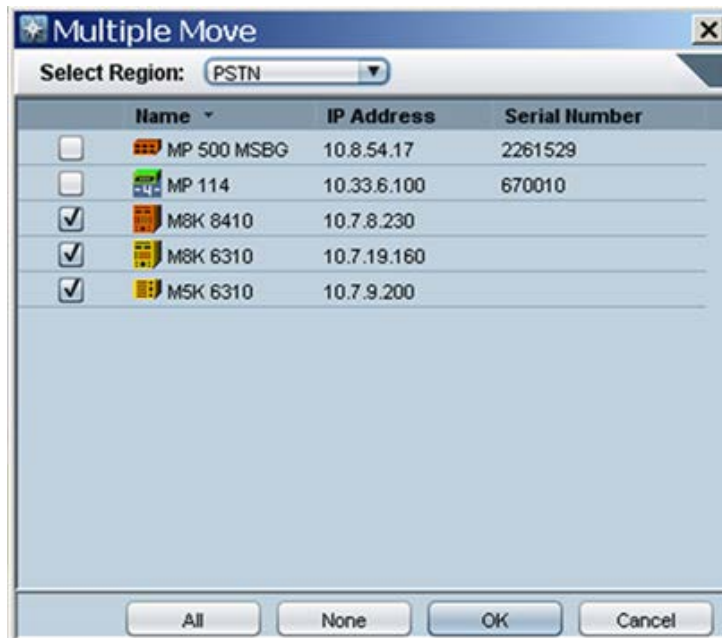 Multiple Move
Select Region: PSTN
Name IP Address Serial Number
MP 500 MSBG 10.8.54.17 2261529
MP 114 10.33.6.100 670010
M8K 8410 10.7.8.230
M8K 6310 10.7.19.160
M5K 6310 10.7.9.200
All None OK Cancel